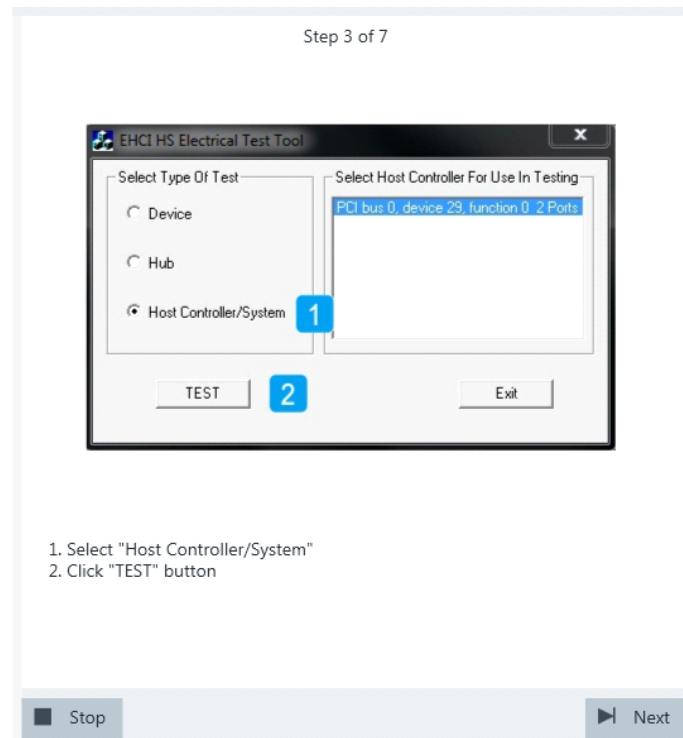 Step 3 of 7
EHCI HS Electrical Test Tool
x
Select Type Of Test
Select Host Controller For Use In Testing
Device
PCI bus 0, device 29, function 0 2 Ports
Hub
Host Controller/System
1
TEST
2
Exit
1. Select "Host Controller/System"
2. Click "TEST" button
Stop
Next